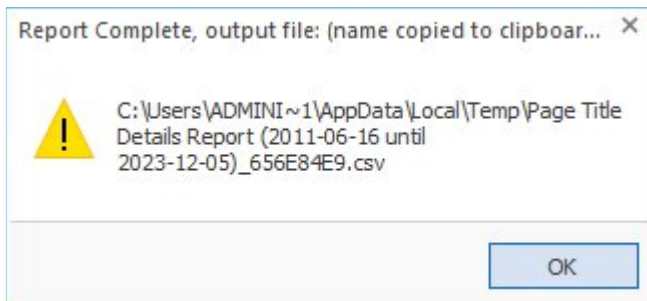 Report Complete, output file: (name copied to clipboar...
C:\Users\ADMINI~1\AppData\Local\Temp\Page Title
Details Report (2011-06-16 until
2023-12-05)_656E84E9.csv
OK